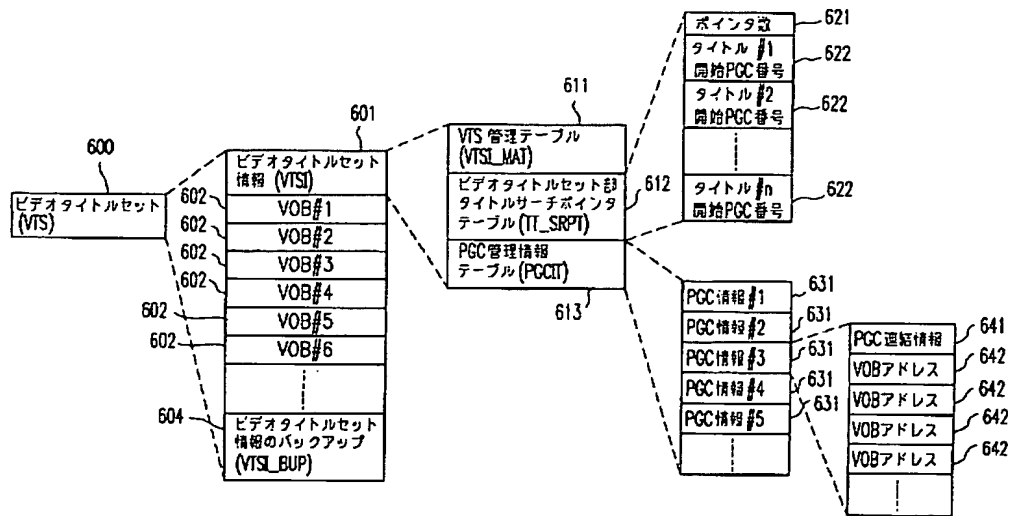 600
ビデオタイトルセット
(VTS)
601
ビデオタイトルセット
情報 (VTSI)
602
VOB#1
602
VOB#2
602
VOB#3
602
VOB#4
602
VOB#5
602
VOB#6
604
ビデオタイトルセット
情報のバックアップ
(VTSI_BUP)
611
VTS 管理テーブル
(VTSI_MAT)
ビデオタイトルセット部
タイトルサーチポインタ
テーブル (TT_SRPT)
612
PGC管理情報
テーブル (PGCIT)
613
ポインタ数
621
タイトル #1
開始PGC番号
622
タイトル #2
開始PGC番号
622
タイトル #n
開始PGC番号
622
PGC情報 #1
631
PGC情報 #2
631
PGC情報 #3
631
PGC情報 #4
631
PGC情報 #5
631
PGC連結情報
641
VOBアドレス
642
VOBアドレス
642
VOBアドレス
642
VOBアドレス
642